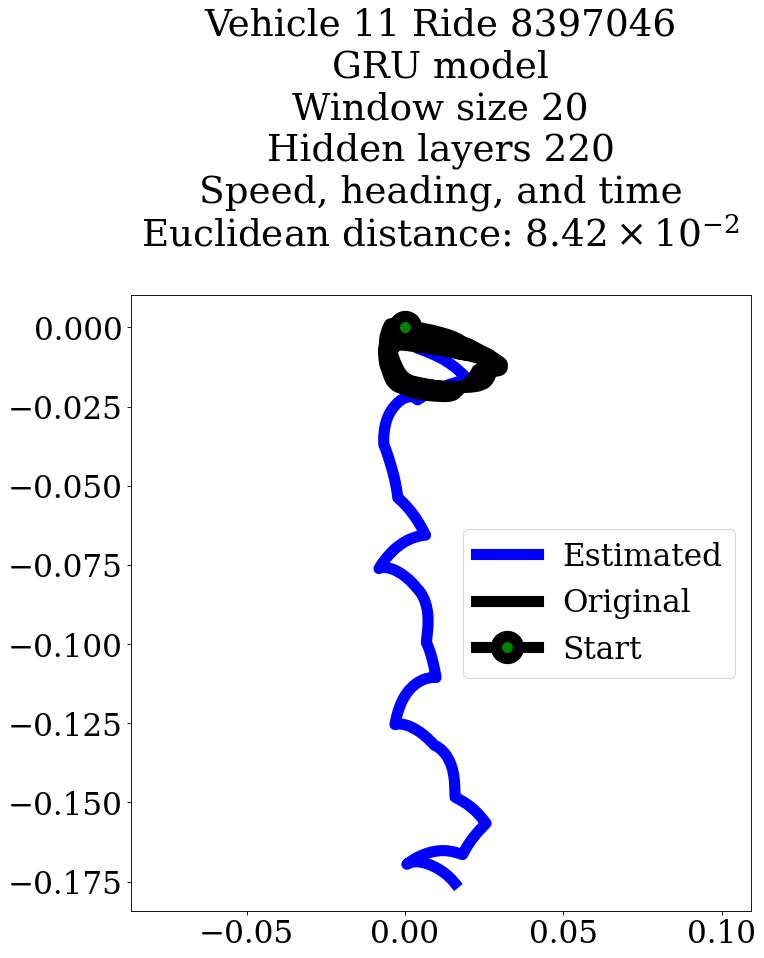 Vehicle 11 Ride 8397046
GRU model
Window size 20
Hidden layers 220
Speed, heading, and time
Euclidean distance: 8.42 × 10⁻²
0.000
−0.025
−0.050
−0.075
−0.100
−0.125
−0.150
−0.175
Estimated
Original
Start
−0.05
0.00
0.05
0.10